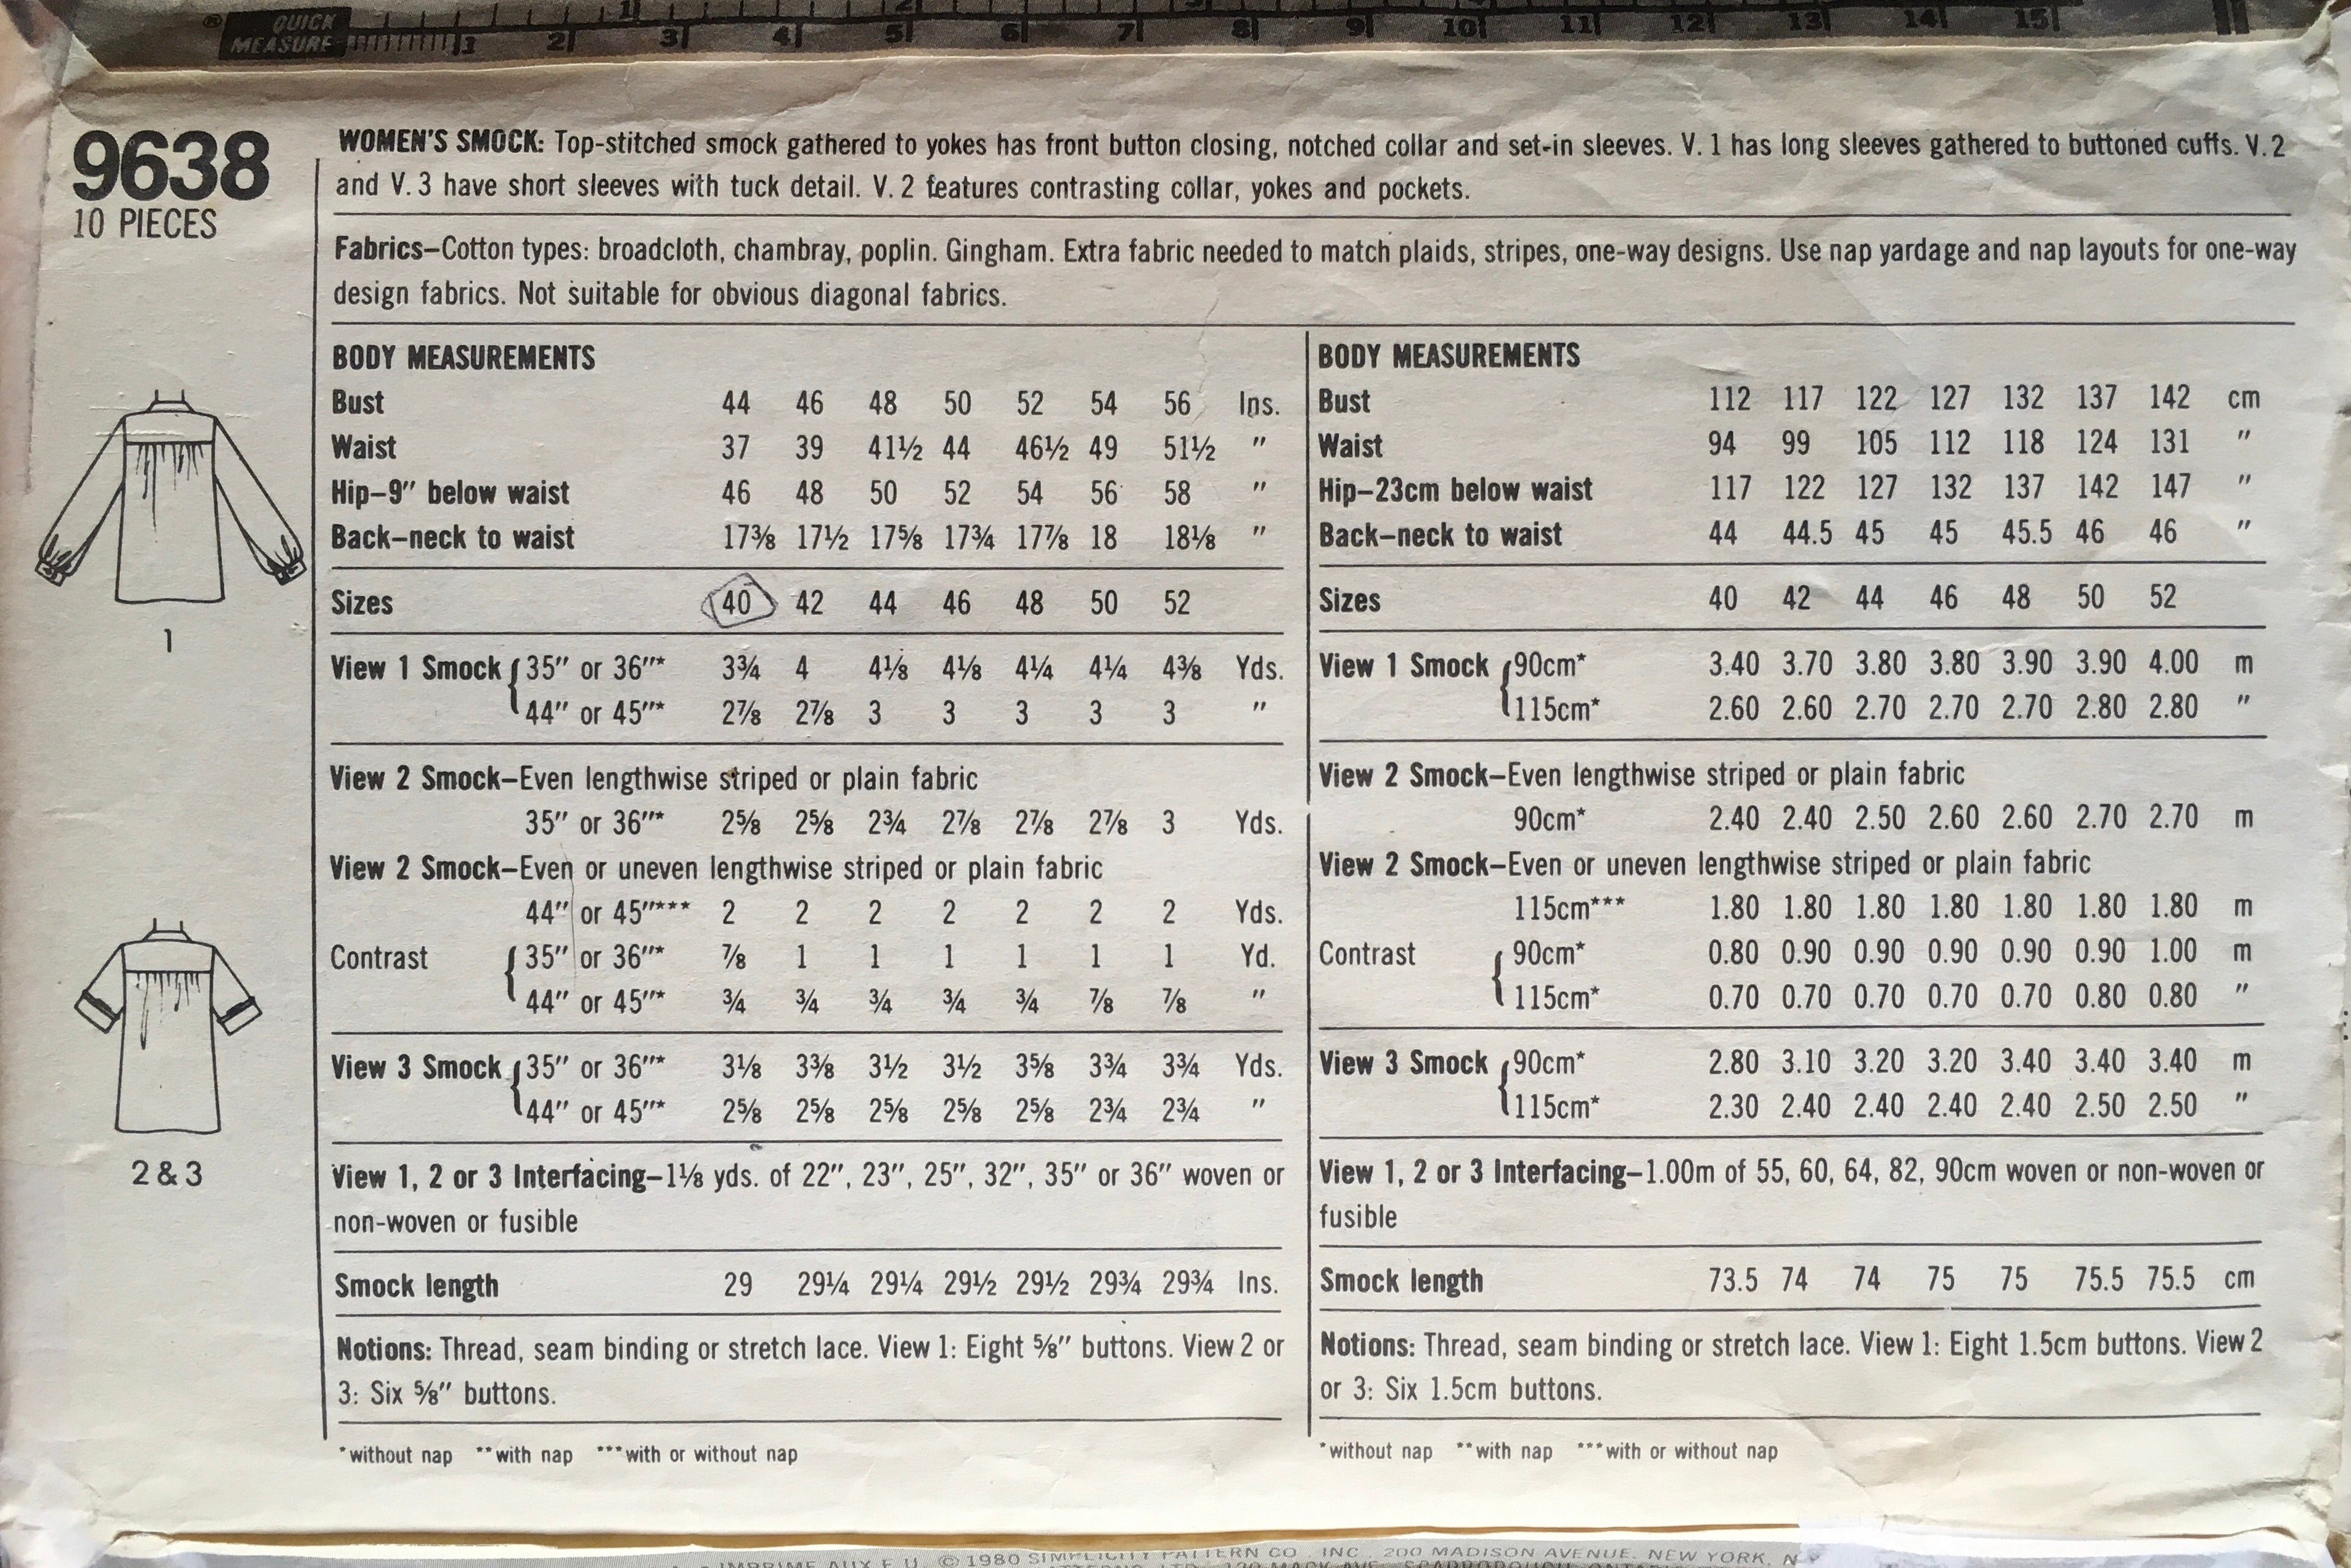 ® QUICK MEASURE 1 2 3 4 5 6 7 8 9 10 11 12 13 14 15
9638
10 PIECES
WOMEN'S SMOCK: Top-stitched smock gathered to yokes has front button closing, notched collar and set-in sleeves. V. 1 has long sleeves gathered to buttoned cuffs. V. 2
and V. 3 have short sleeves with tuck detail. V. 2 features contrasting collar, yokes and pockets.
Fabrics—Cotton types: broadcloth, chambray, poplin. Gingham. Extra fabric needed to match plaids, stripes, one-way designs. Use nap yardage and nap layouts for one-way
design fabrics. Not suitable for obvious diagonal fabrics.
BODY MEASUREMENTS
Bust 44 46 48 50 52 54 56 Ins.
Waist 37 39 41½ 44 46½ 49 51½ "
Hip—9" below waist 46 48 50 52 54 56 58 "
Back—neck to waist 17⅜ 17½ 17⅝ 17¾ 17⅞ 18 18⅛ "
Sizes 40 42 44 46 48 50 52
View 1 Smock 35" or 36"* 3¾ 4 4⅛ 4⅛ 4¼ 4¼ 4⅜ Yds.
44" or 45"* 2⅞ 2⅞ 3 3 3 3 3 "
View 2 Smock—Even lengthwise striped or plain fabric
35" or 36"* 2⅝ 2⅝ 2¾ 2⅞ 2⅞ 2⅞ 3 Yds.
View 2 Smock—Even or uneven lengthwise striped or plain fabric
44" or 45"*** 2 2 2 2 2 2 2 Yds.
Contrast 35" or 36"* ⅞ 1 1 1 1 1 1 Yd.
44" or 45"* ¾ ¾ ¾ ¾ ¾ ⅞ ⅞ "
View 3 Smock 35" or 36"* 3⅛ 3⅜ 3½ 3½ 3⅝ 3¾ 3¾ Yds.
44" or 45"* 2⅝ 2⅝ 2⅝ 2⅝ 2⅝ 2¾ 2¾ "
View 1, 2 or 3 Interfacing—1⅛ yds. of 22", 23", 25", 32", 35" or 36" woven or
non-woven or fusible
Smock length 29 29¼ 29¼ 29½ 29½ 29¾ 29¾ Ins.
Notions: Thread, seam binding or stretch lace. View 1: Eight ⅝" buttons. View 2 or
3: Six ⅝" buttons.
*without nap **with nap ***with or without nap
BODY MEASUREMENTS
Bust 112 117 122 127 132 137 142 cm
Waist 94 99 105 112 118 124 131 "
Hip—23cm below waist 117 122 127 132 137 142 147 "
Back—neck to waist 44 44.5 45 45 45.5 46 46 "
Sizes 40 42 44 46 48 50 52
View 1 Smock 90cm* 3.40 3.70 3.80 3.80 3.90 3.90 4.00 m
115cm* 2.60 2.60 2.70 2.70 2.70 2.80 2.80 "
View 2 Smock—Even lengthwise striped or plain fabric
90cm* 2.40 2.40 2.50 2.60 2.60 2.70 2.70 m
View 2 Smock—Even or uneven lengthwise striped or plain fabric
115cm*** 1.80 1.80 1.80 1.80 1.80 1.80 1.80 m
Contrast 90cm* 0.80 0.90 0.90 0.90 0.90 0.90 1.00 m
115cm* 0.70 0.70 0.70 0.70 0.70 0.80 0.80 "
View 3 Smock 90cm* 2.80 3.10 3.20 3.20 3.40 3.40 3.40 m
115cm* 2.30 2.40 2.40 2.40 2.40 2.50 2.50 "
View 1, 2 or 3 Interfacing—1.00m of 55, 60, 64, 82, 90cm woven or non-woven or
fusible
Smock length 73.5 74 74 75 75 75.5 75.5 cm
Notions: Thread, seam binding or stretch lace. View 1: Eight 1.5cm buttons. View 2
or 3: Six 1.5cm buttons.
*without nap **with nap ***with or without nap
1
2 & 3
IMPRIME AUX E.U. © 1980 SIMPLICITY PATTERN CO. INC. 200 MADISON AVENUE, NEW YORK, N